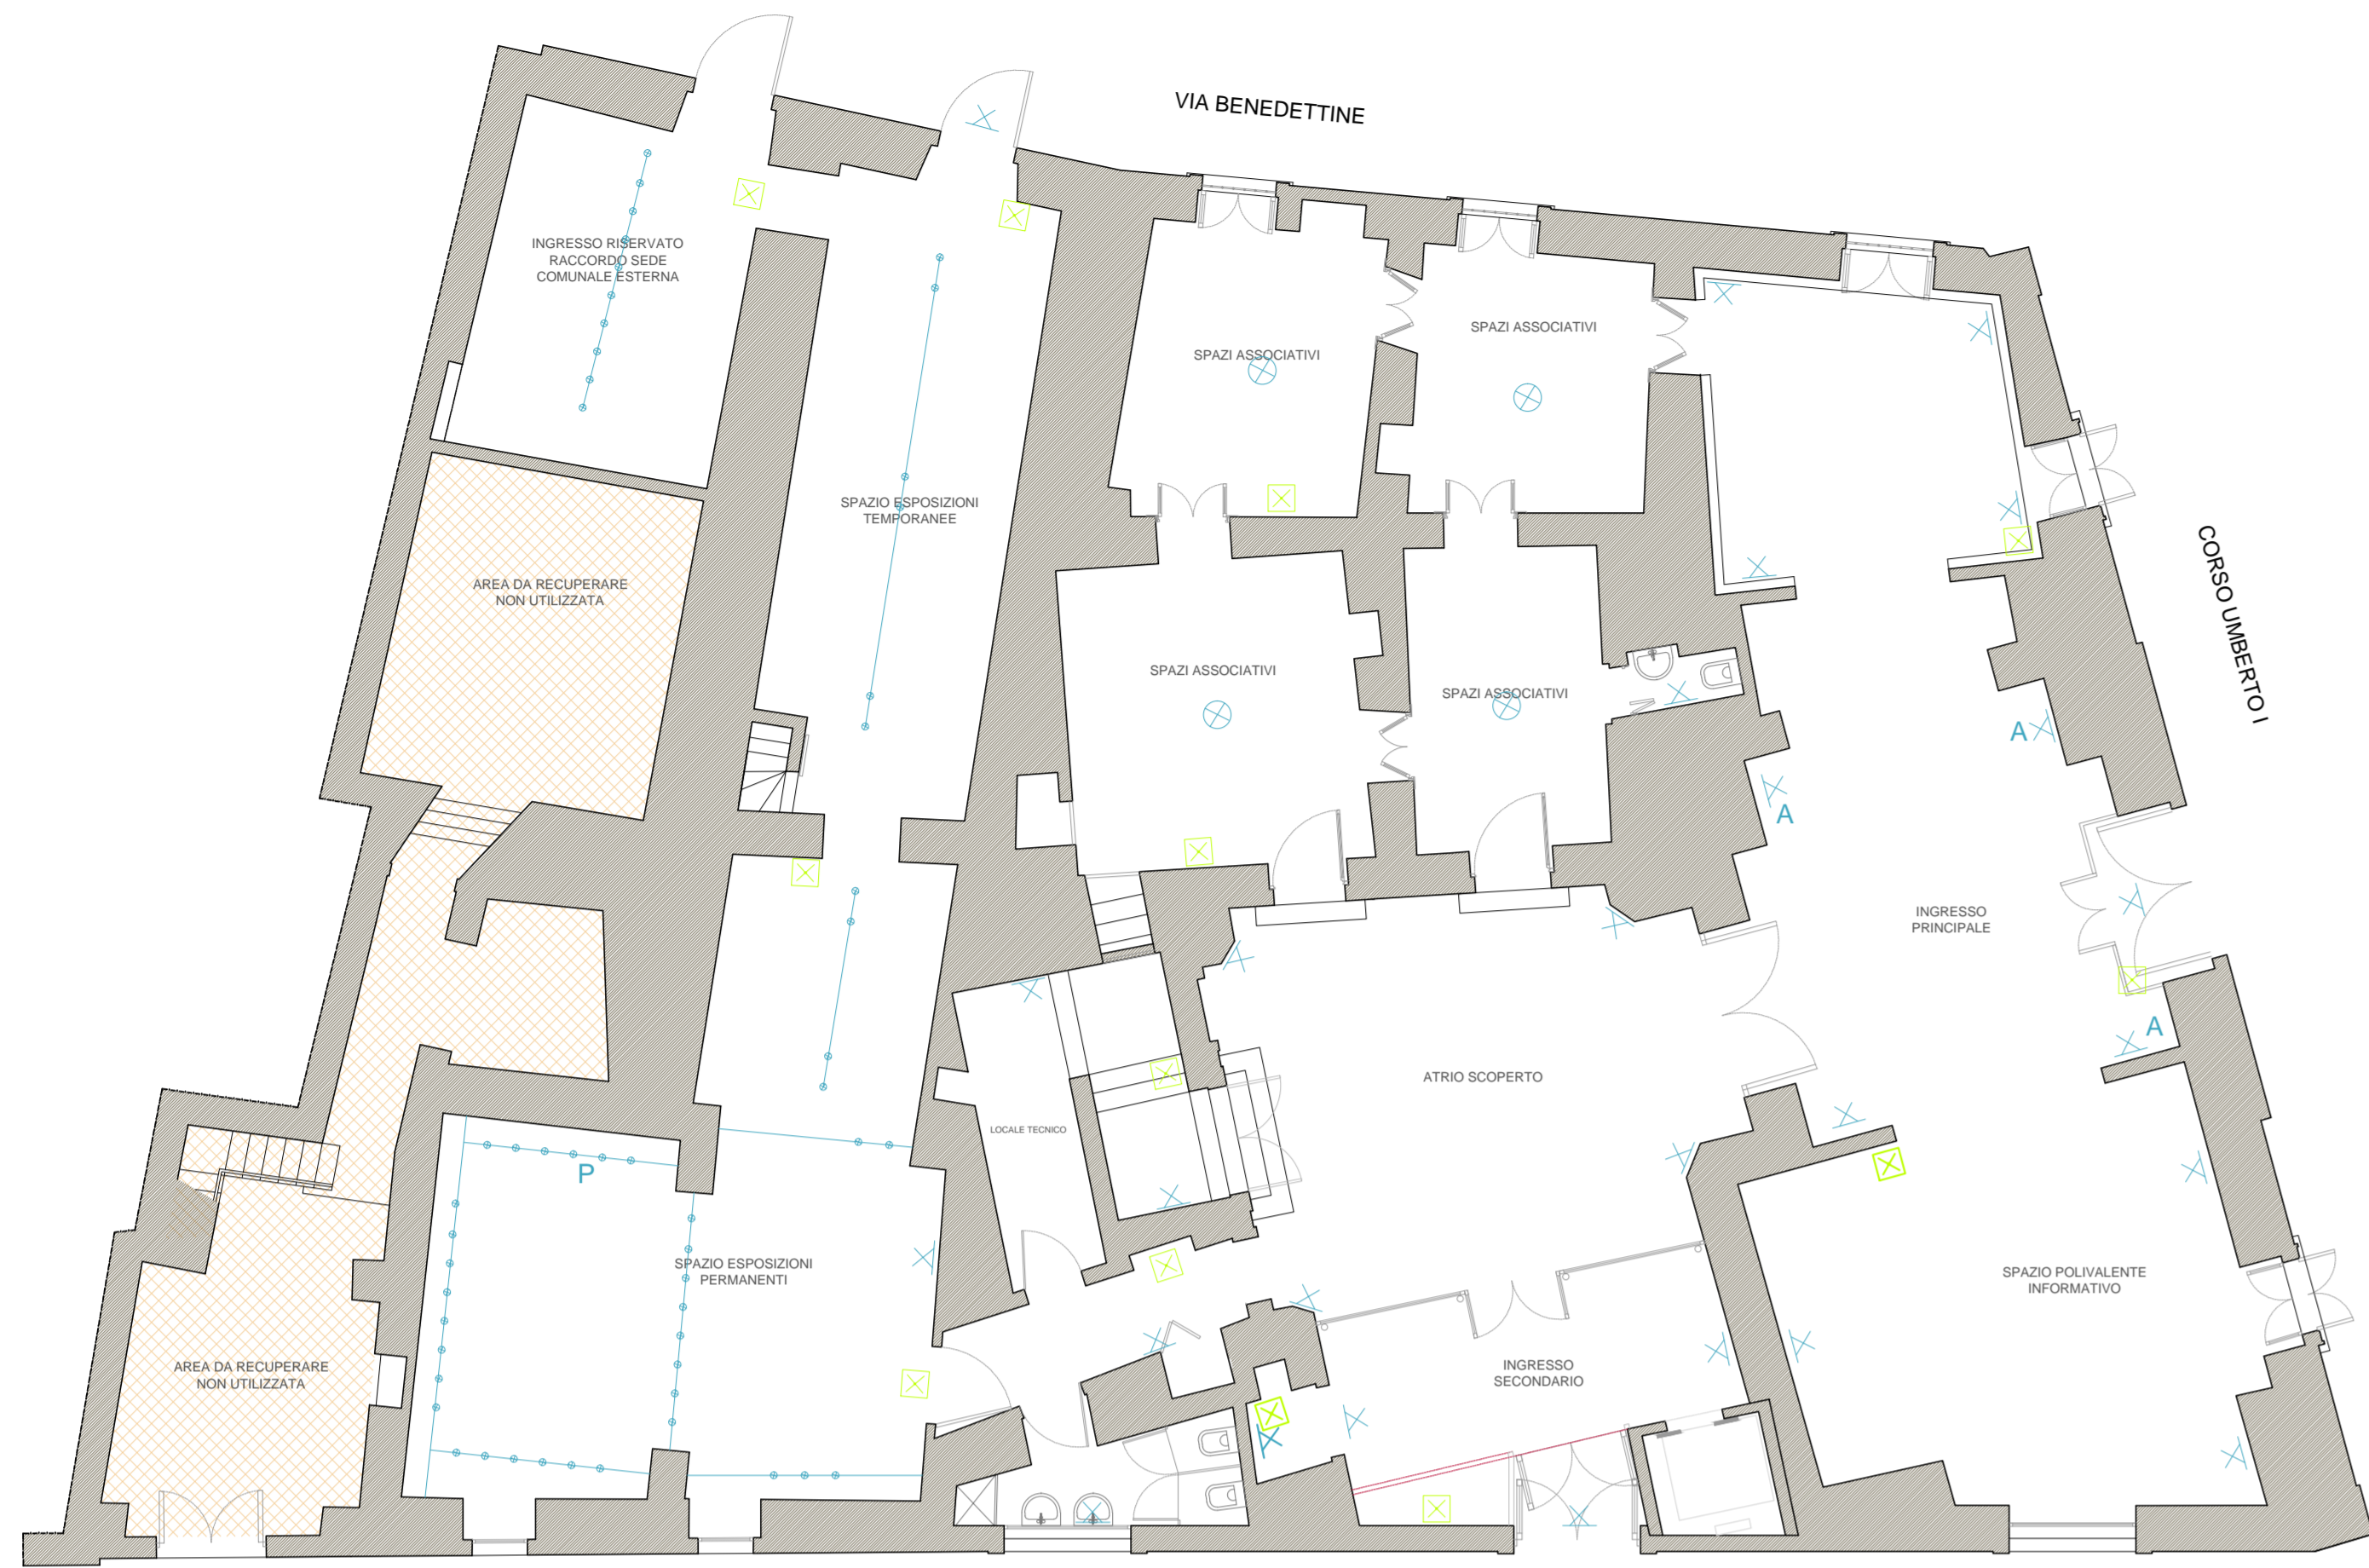 VIA BENEDETTINE
INGRESSO RISERVATO
RACCORDO SEDE
COMUNALE ESTERNA
SPAZI ASSOCIATIVI
SPAZI ASSOCIATIVI
SPAZIO ESPOSIZIONI
TEMPORANEE
CORSO UMBERTO I
AREA DA RECUPERARE
NON UTILIZZATA
SPAZI ASSOCIATIVI
SPAZI ASSOCIATIVI
A
A
INGRESSO
PRINCIPALE
A
ATRIO SCOPERTO
LOCALE TECNICO
P
SPAZIO ESPOSIZIONI
PERMANENTI
SPAZIO POLIVALENTE
INFORMATIVO
AREA DA RECUPERARE
NON UTILIZZATA
INGRESSO
SECONDARIO